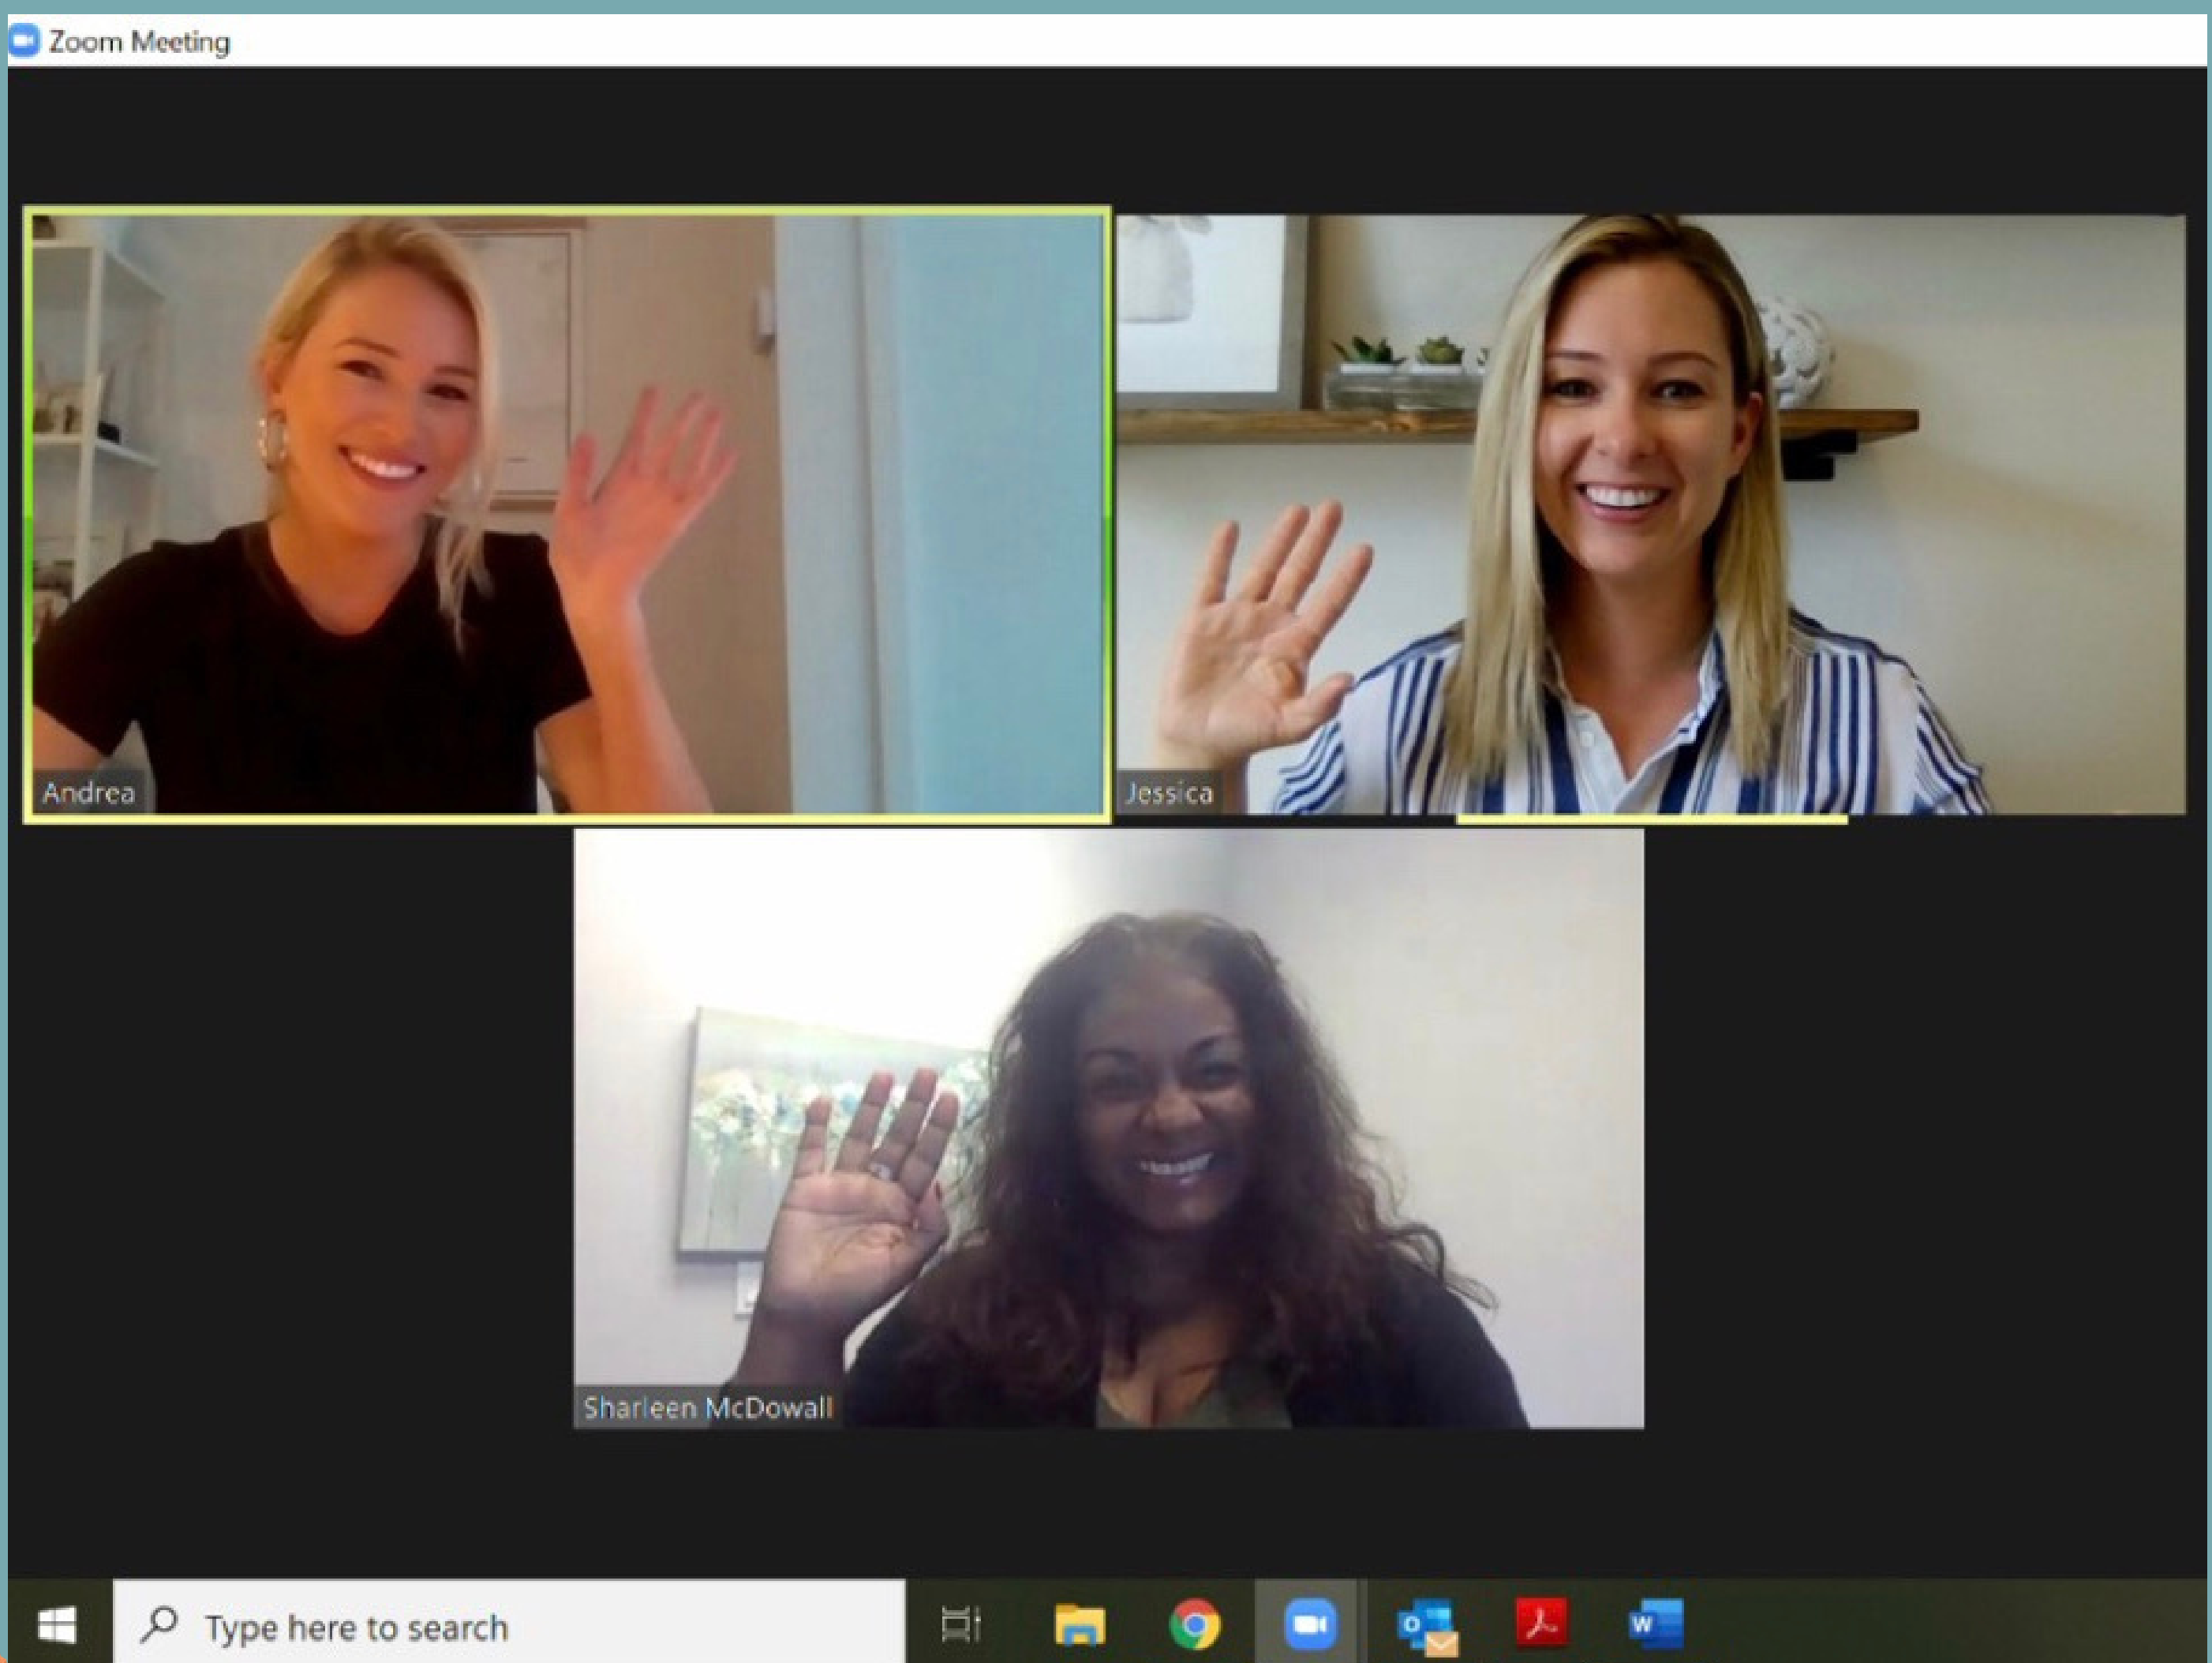 Zoom Meeting
Andrea
Jessica
Sharleen McDowall
Type here to search
O
W